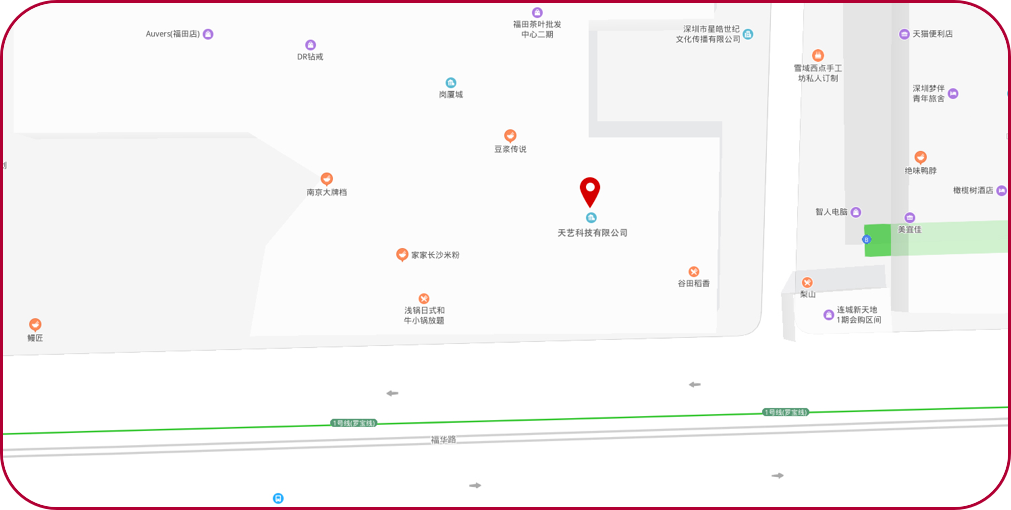 福田茶叶批发
中心二期
Auvers(福田店)
深圳市星皓世纪
文化传播有限公司
天猫便利店
DR钻戒
雪域西点手工
坊私人订制
岗厦城
深圳梦伴
青年旅舍
豆浆传说
绝味鸭脖
南京大牌档
橄榄树酒店
智人电脑
天艺科技有限公司
美宜佳
家家长沙米粉
谷田稻香
梨山
浅锅日式和
牛小锅放题
连城新天地
1期会购区间
鳗匠
1号线(罗宝线)
1号线(罗宝线)
福华路